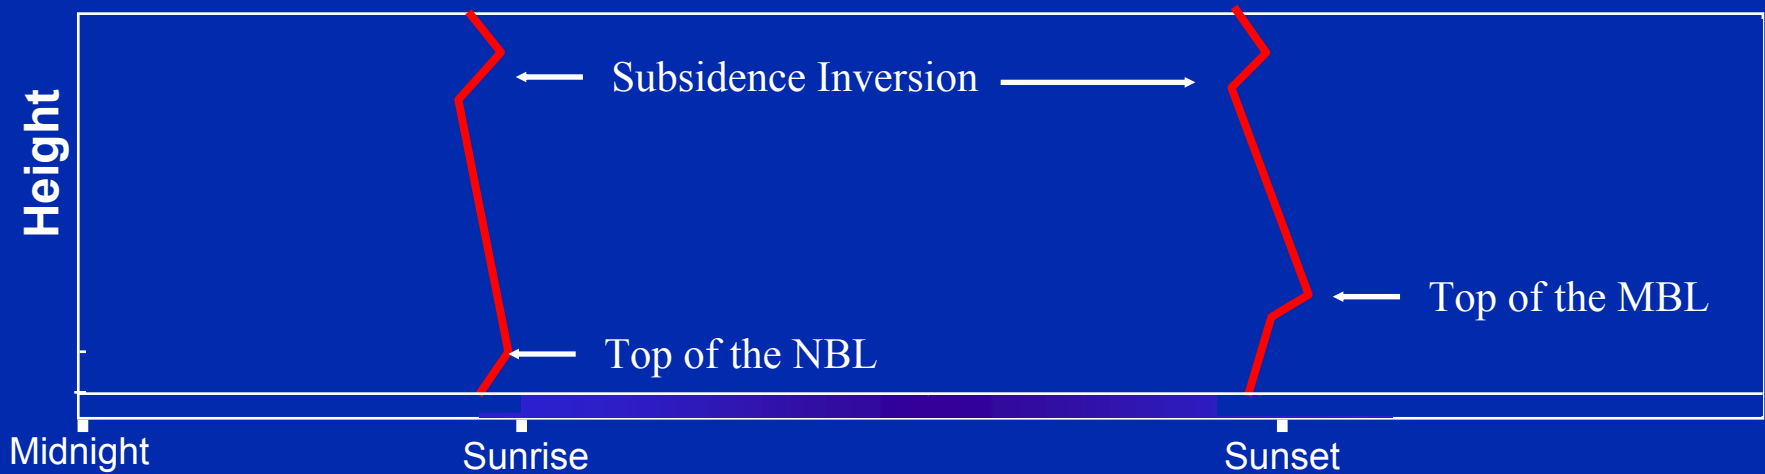 Height
Subsidence Inversion
Top of the MBL
Top of the NBL
Midnight
Sunrise
Sunset